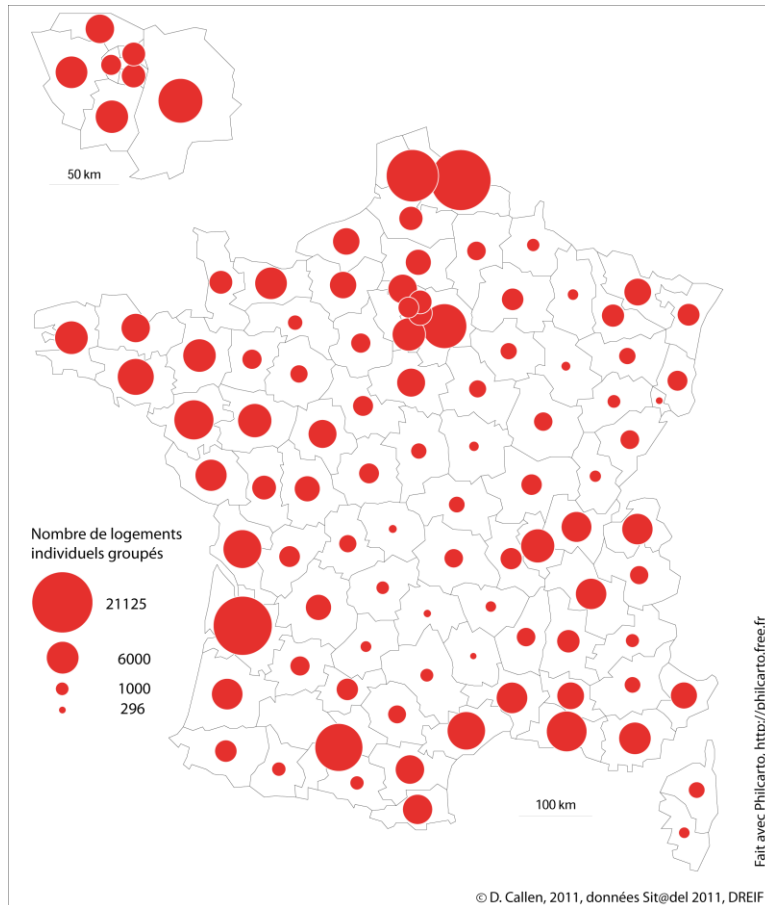 50 km
Nombre de logements
individuels groupés
21125
6000
1000
296
100 km
Fait avec Philcarto, http://philcarto.free.fr
© D. Callen, 2011, données Sit@del 2011, DREIF